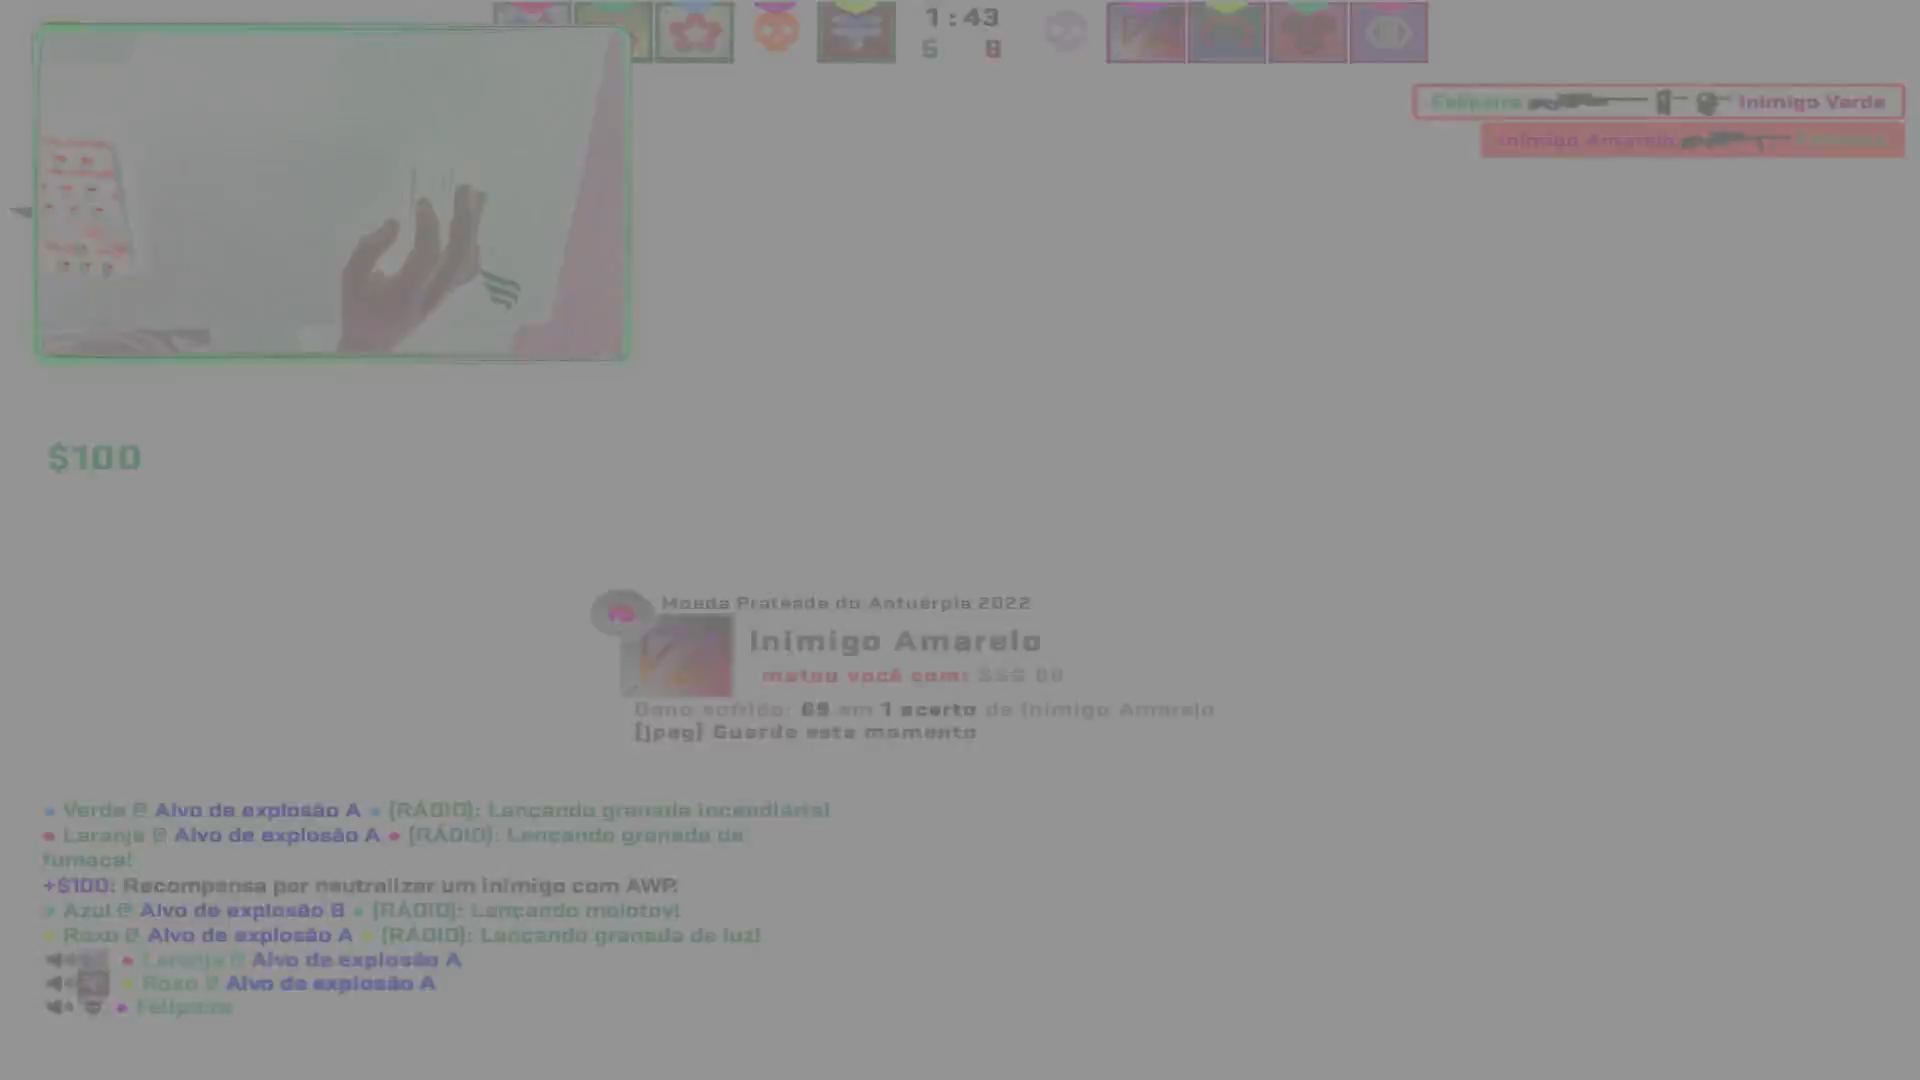 1:43
5 8
Felipeira Inimigo Verde
Inimigo Amarelo
$100
Moeda Prateada do Antuérpia 2022
Inimigo Amarelo
matou você com: SSG 08
Dano sofrido: 69 em 1 acerto de Inimigo Amarelo
[jpeg] Guarde este momento
Verde @ Alvo de explosão A • (RÁDIO): Lançando granada incendiária!
Laranja @ Alvo de explosão A • (RÁDIO): Lançando granada de
fumaça!
+$100: Recompensa por neutralizar um inimigo com AWP.
Azul @ Alvo de explosão B • (RÁDIO): Lançando molotov!
Roxo @ Alvo de explosão A • (RÁDIO): Lançando granada de luz!
Laranja @ Alvo de explosão A
Roxo @ Alvo de explosão A
Felipeira